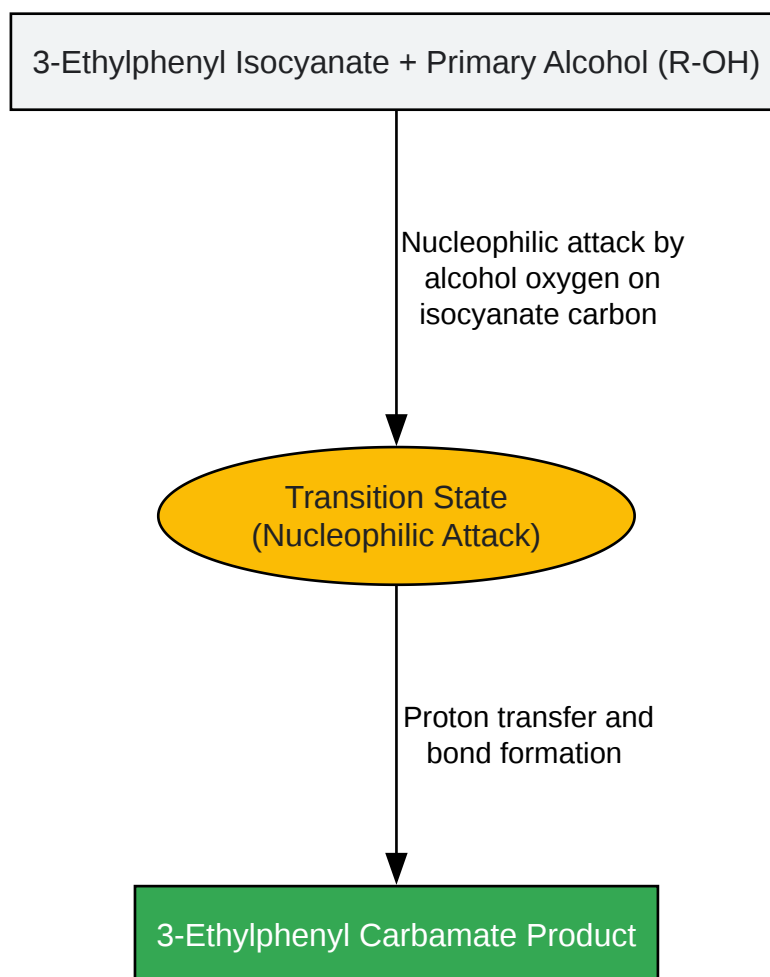 3-Ethylphenyl Isocyanate + Primary Alcohol (R-OH)
Nucleophilic attack by
alcohol oxygen on
isocyanate carbon
Transition State
(Nucleophilic Attack)
Proton transfer and
bond formation
3-Ethylphenyl Carbamate Product